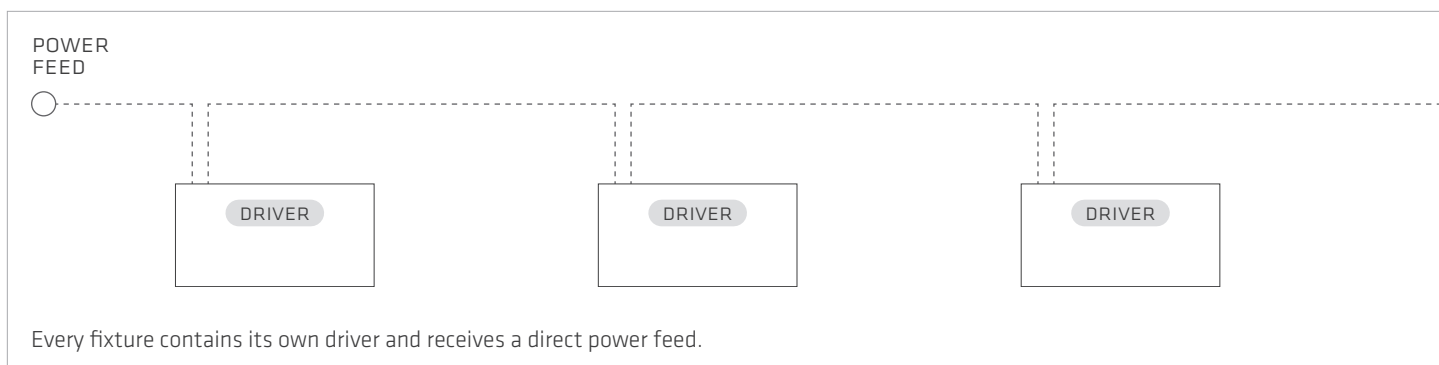 POWER
FEED
DRIVER
DRIVER
DRIVER
Every fixture contains its own driver and receives a direct power feed.